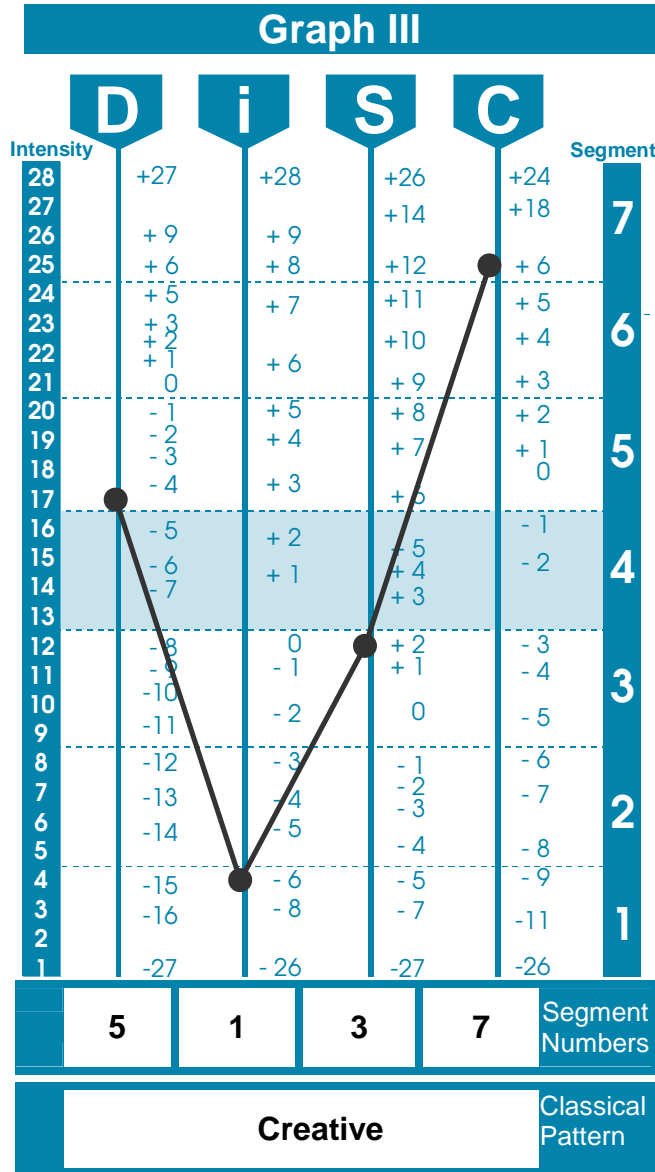 Graph III
D i S C
Intensity Segment
28 +27 +28 +26 +24
27 +14 +18 7
26 + 9 + 9
25 + 6 + 8 +12 + 6
24 + 5 + 7 +11 + 5
23 + 3 6
+ 2 +10 + 4
22 + 1 + 6
21 0 + 9 + 3
20 - 1 + 5 + 8 + 2
19 - 2 + 4 + 7 + 1 5
18 - 3 0
17 - 4 + 3 + 6
16 - 5 + 2 - 1
15 - 6 + 5 - 2 4
14 - 7 + 1 + 4
13 + 3
12 - 8 0 + 2 - 3
11 - 9 - 1 + 1 - 4 3
10 -10 - 2 0 - 5
9 -11
8 -12 - 3 - 1 - 6
7 -13 - 4 - 2 - 7 2
6 -14 - 5 - 3
5 - 4 - 8
4 -15 - 6 - 5 - 9
3 -16 - 8 - 7 -11 1
2
1 -27 - 26 -27 -26
5 1 3 7 Segment
Numbers
Creative Classical
Pattern